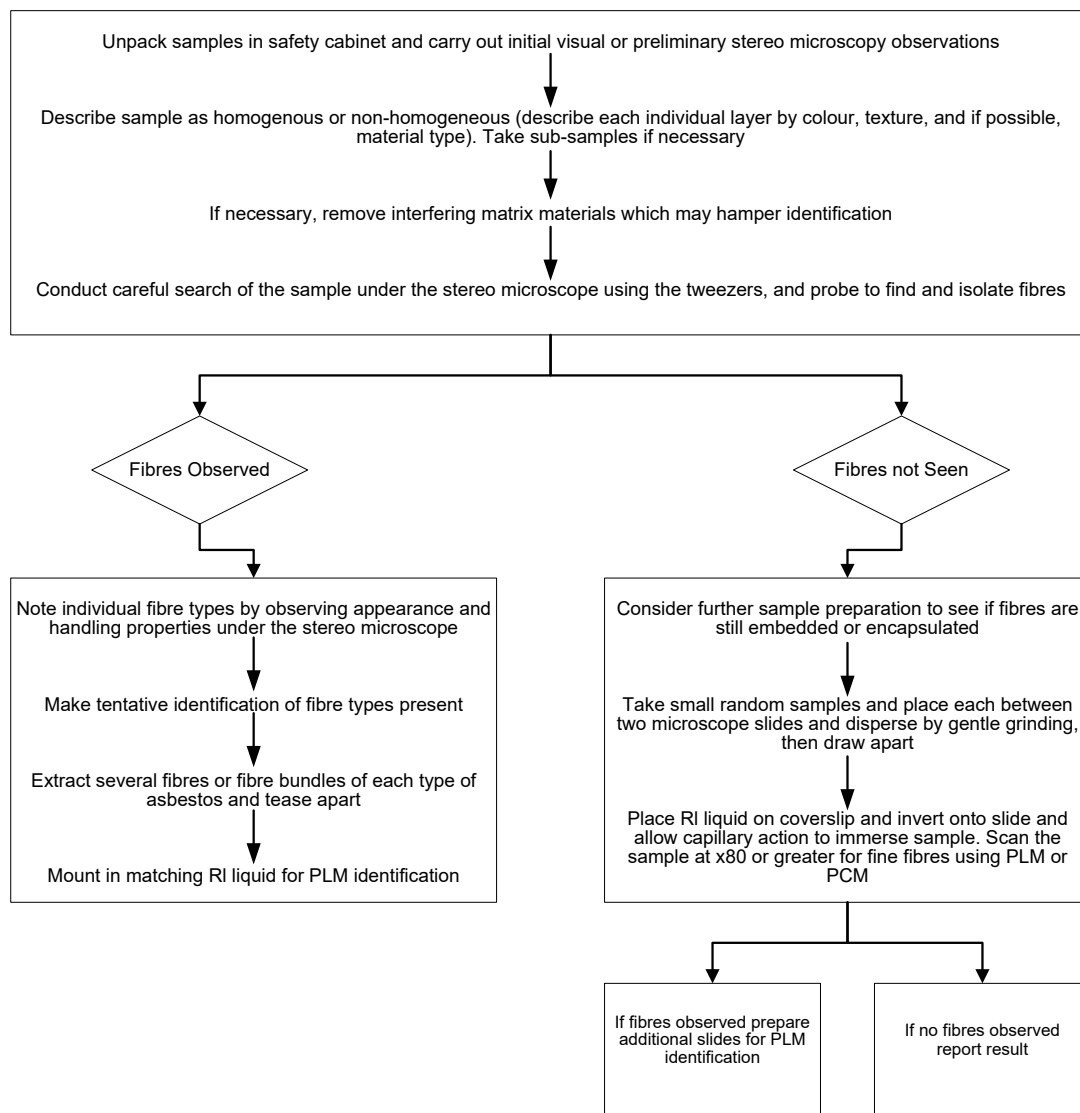 Unpack samples in safety cabinet and carry out initial visual or preliminary stereo microscopy observations
Describe sample as homogenous or non-homogeneous (describe each individual layer by colour, texture, and if possible,
material type). Take sub-samples if necessary
If necessary, remove interfering matrix materials which may hamper identification
Conduct careful search of the sample under the stereo microscope using the tweezers, and probe to find and isolate fibres
Fibres Observed
Fibres not Seen
Note individual fibre types by observing appearance and
handling properties under the stereo microscope
Make tentative identification of fibre types present
Extract several fibres or fibre bundles of each type of
asbestos and tease apart
Mount in matching RI liquid for PLM identification
Consider further sample preparation to see if fibres are
still embedded or encapsulated
Take small random samples and place each between
two microscope slides and disperse by gentle grinding,
then draw apart
Place RI liquid on coverslip and invert onto slide and
allow capillary action to immerse sample. Scan the
sample at x80 or greater for fine fibres using PLM or
PCM
If fibres observed prepare
additional slides for PLM
identification
If no fibres observed
report result